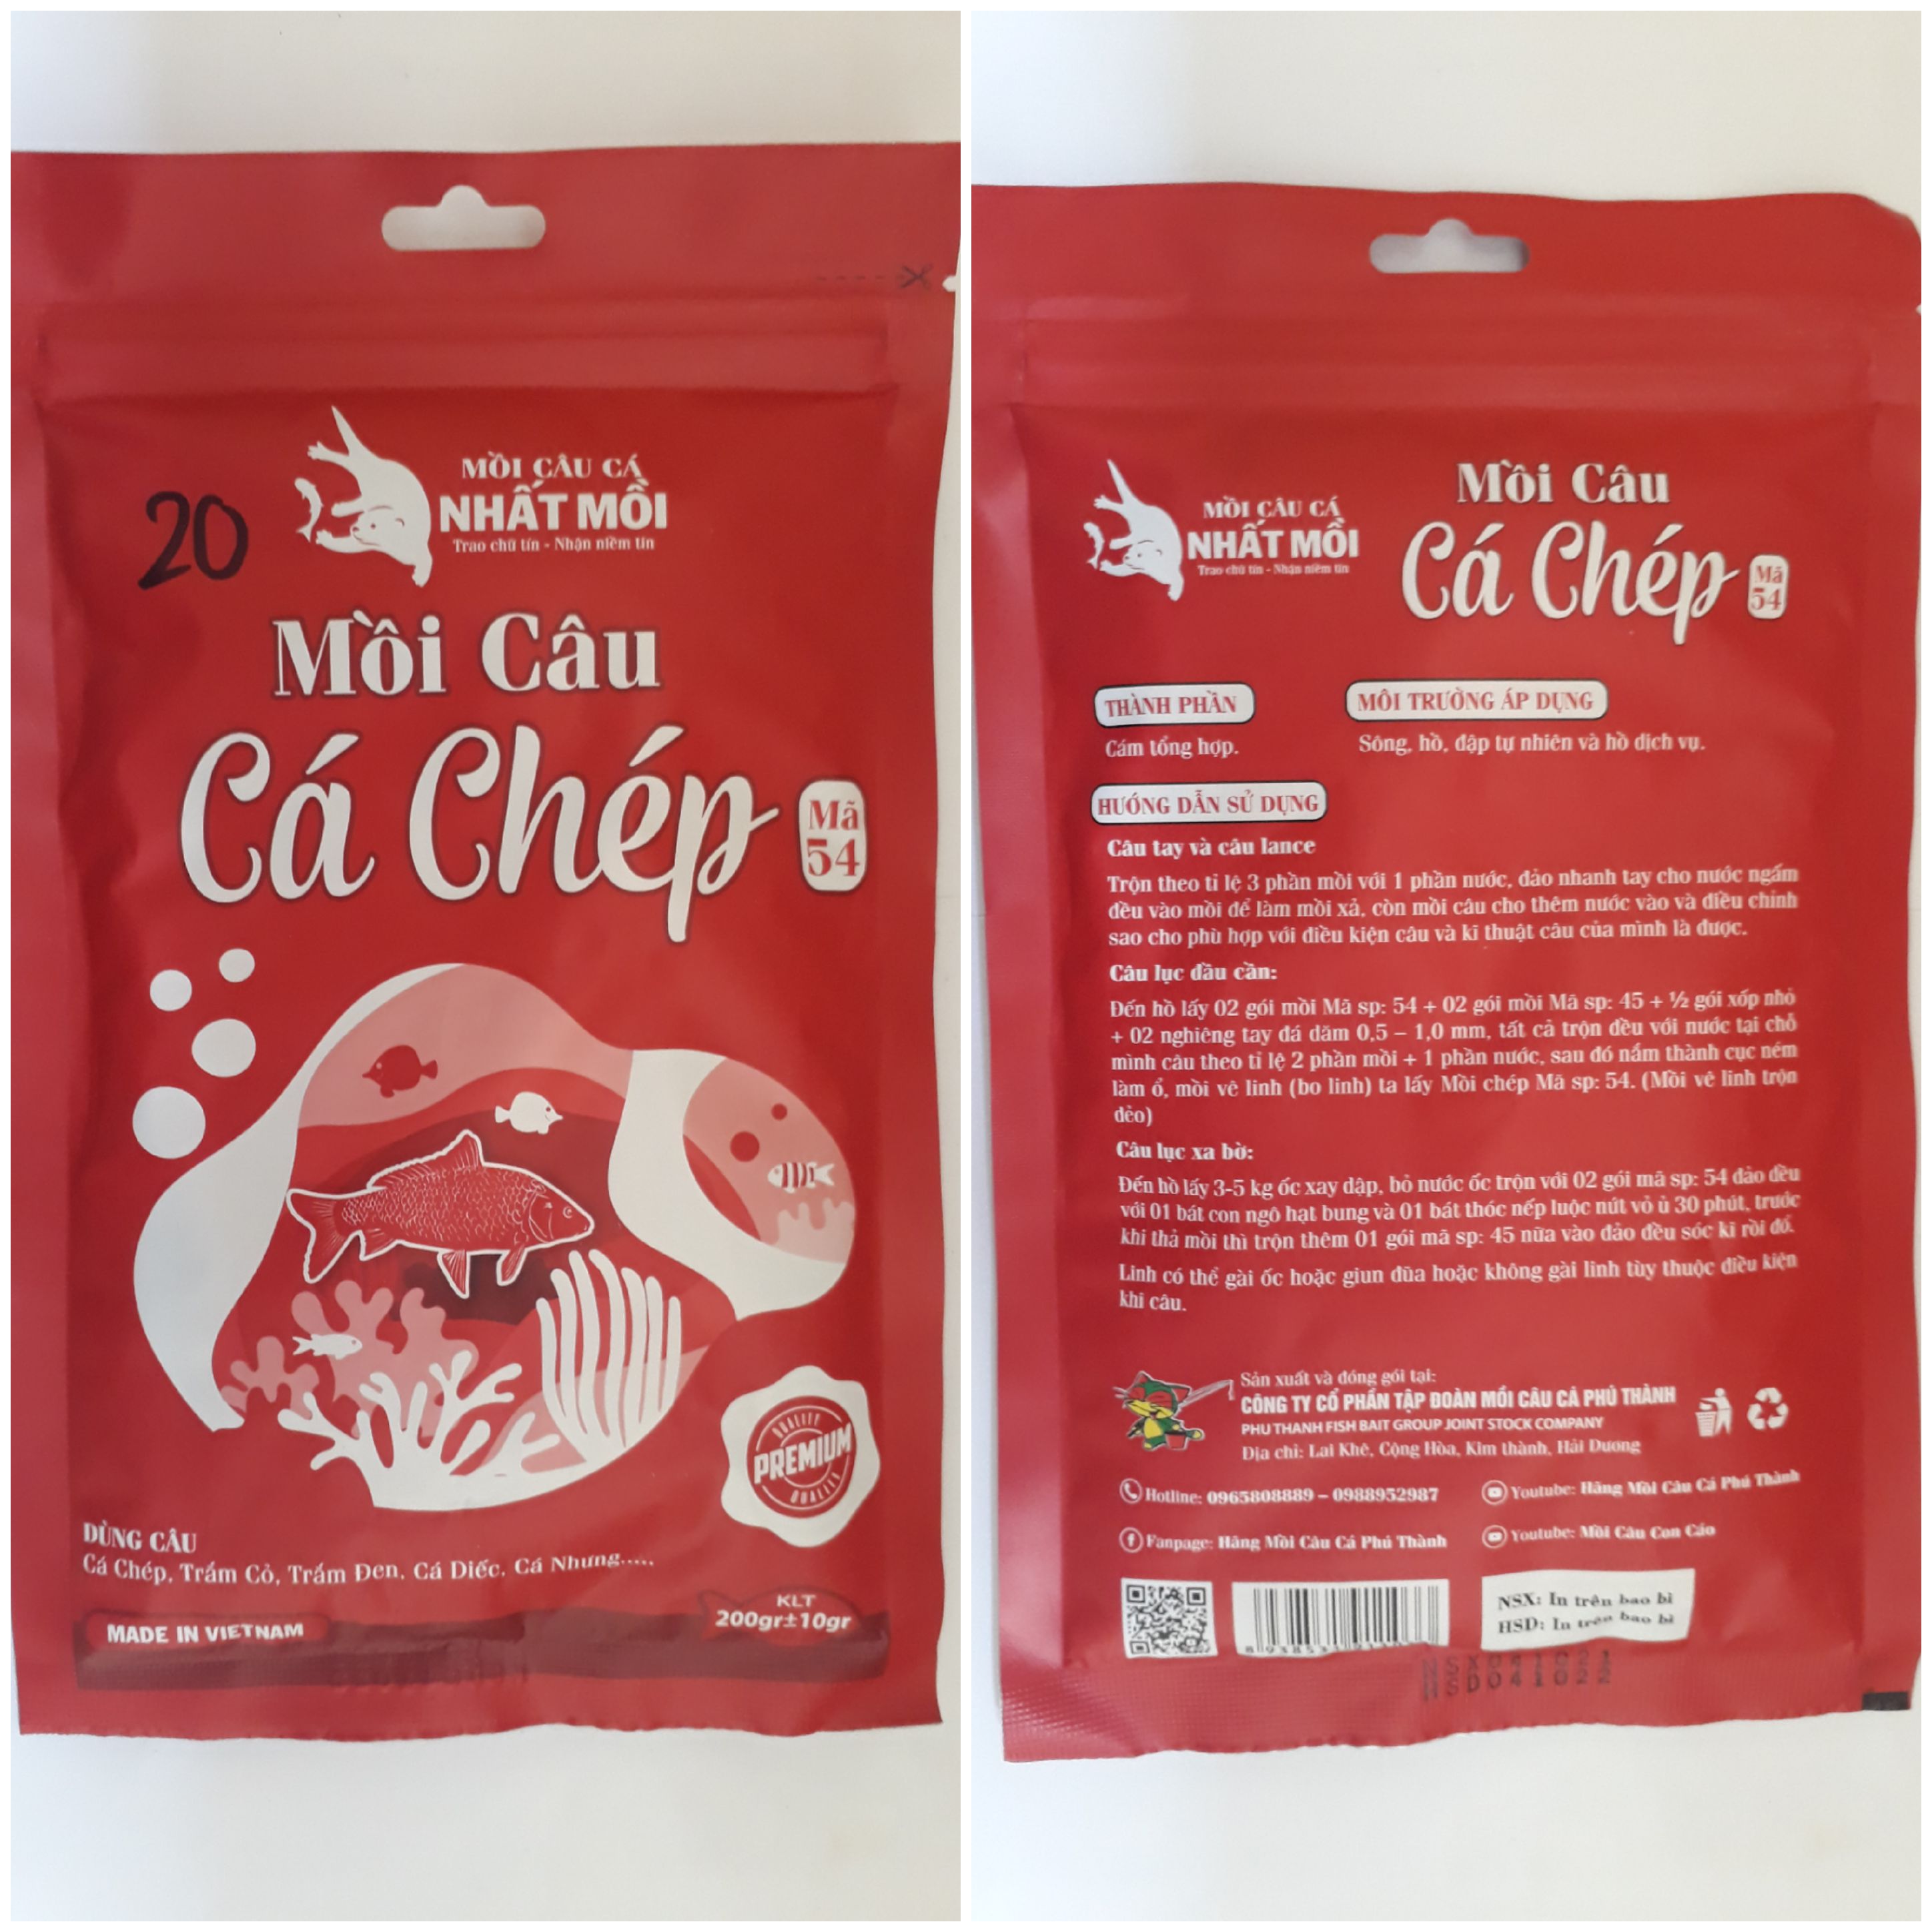 20
MỒI CÂU CÁ
NHẤT MỒI
Trao chữ tín - Nhận niềm tin
Mồi Câu
Cá Chép
Mã
54
QUALITY
PREMIUM
QUALITY
DÙNG CÂU
Cá Chép, Trắm Cỏ, Trắm Đen, Cá Diếc, Cá Nhưng.....
MADE IN VIETNAM
KLT
200gr±10gr
MỒI CÂU CÁ
NHẤT MỒI
Trao chữ tín - Nhận niềm tin
Mồi Câu
Cá Chép
Mã
54
THÀNH PHẦN
Cám tổng hợp.
MÔI TRƯỜNG ÁP DỤNG
Sông, hồ, đập tự nhiên và hồ dịch vụ.
HƯỚNG DẪN SỬ DỤNG
Câu tay và câu lance
Trộn theo tỉ lệ 3 phần mồi với 1 phần nước, đảo nhanh tay cho nước ngấm
đều vào mồi để làm mồi xả, còn mồi câu cho thêm nước vào và điều chỉnh
sao cho phù hợp với điều kiện câu và kĩ thuật câu của mình là được.
Câu lục đầu cần:
Đến hồ lấy 02 gói mồi Mã sp: 54 + 02 gói mồi Mã sp: 45 + ½ gói xốp nhỏ
+ 02 nghiêng tay đá dăm 0,5 – 1,0 mm, tất cả trộn đều với nước tại chỗ
mình câu theo tỉ lệ 2 phần mồi + 1 phần nước, sau đó nắm thành cục ném
làm ổ, mồi vê linh (bo linh) ta lấy Mồi chép Mã sp: 54. (Mồi vê linh trộn
dẻo)
Câu lục xa bờ:
Đến hồ lấy 3-5 kg ốc xay dập, bỏ nước ốc trộn với 02 gói mã sp: 54 đảo đều
với 01 bát con ngô hạt bung và 01 bát thóc nếp luộc nứt vỏ ủ 30 phút, trước
khi thả mồi thì trộn thêm 01 gói mã sp: 45 nữa vào đảo đều sóc kĩ rồi đổ.
Linh có thể gài ốc hoặc giun đũa hoặc không gài linh tùy thuộc điều kiện
khi câu.
Sản xuất và đóng gói tại:
CÔNG TY CỔ PHẦN TẬP ĐOÀN MỒI CÂU CÁ PHÚ THÀNH
PHU THANH FISH BAIT GROUP JOINT STOCK COMPANY
Địa chỉ: Lai Khê, Cộng Hòa, Kim thành, Hải Dương
Hotline: 0965808889 – 0988952987
Youtube: Hãng Mồi Câu Cá Phú Thành
Fanpage: Hãng Mồi Câu Cá Phú Thành
Youtube: Mồi Câu Con Cáo
NSX: In trên bao bì
HSD: In trên bao bì